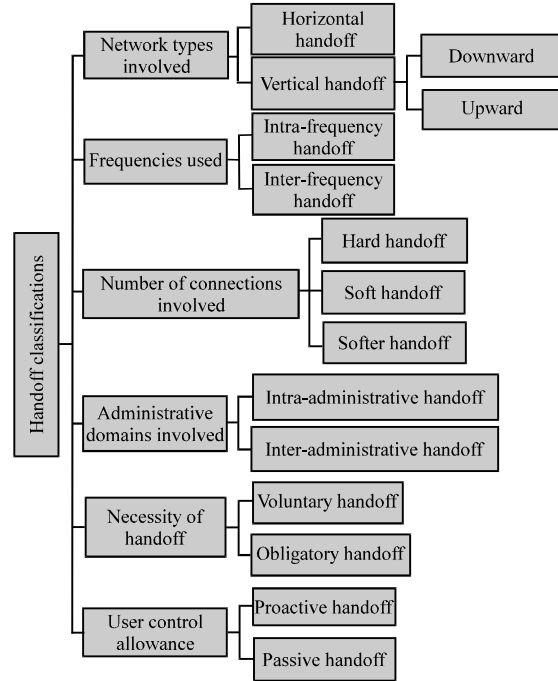 Handoff classifications
Network types
involved
Horizontal
handoff
Vertical handoff
Downward
Upward
Frequencies used
Intra-frequency
handoff
Inter-frequency
handoff
Number of connections
involved
Hard handoff
Soft handoff
Softer handoff
Administrative
domains involved
Intra-administrative handoff
Inter-administrative handoff
Necessity of
handoff
Voluntary handoff
Obligatory handoff
User control
allowance
Proactive handoff
Passive handoff